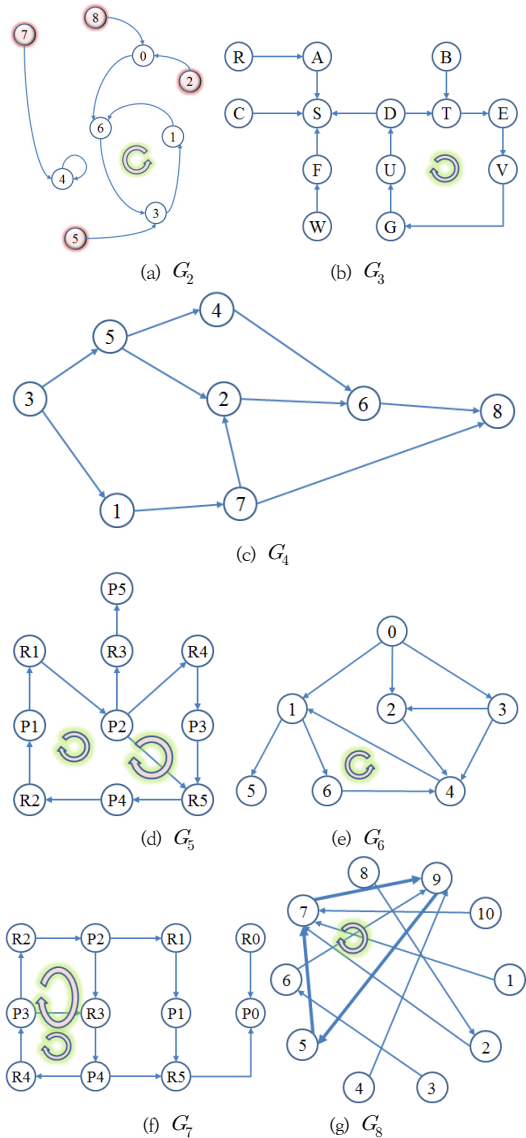 8
7 0
2
6 1
4
3
5
(a) G2
R A B
C S D T E
F U V
W G
(b) G3
4
5
3 2 6 8
1 7
(c) G4
P5
R1 R3 R4
P1 P2 P3
R2 P4 R5
(d) G5
0
1 2 3
5 6 4
(e) G6
R2 P2 R1 R0
P3 R3 P1 P0
R4 P4 R5
(f) G7
8 9
7 10
6 1
5 2
4 3
(g) G8